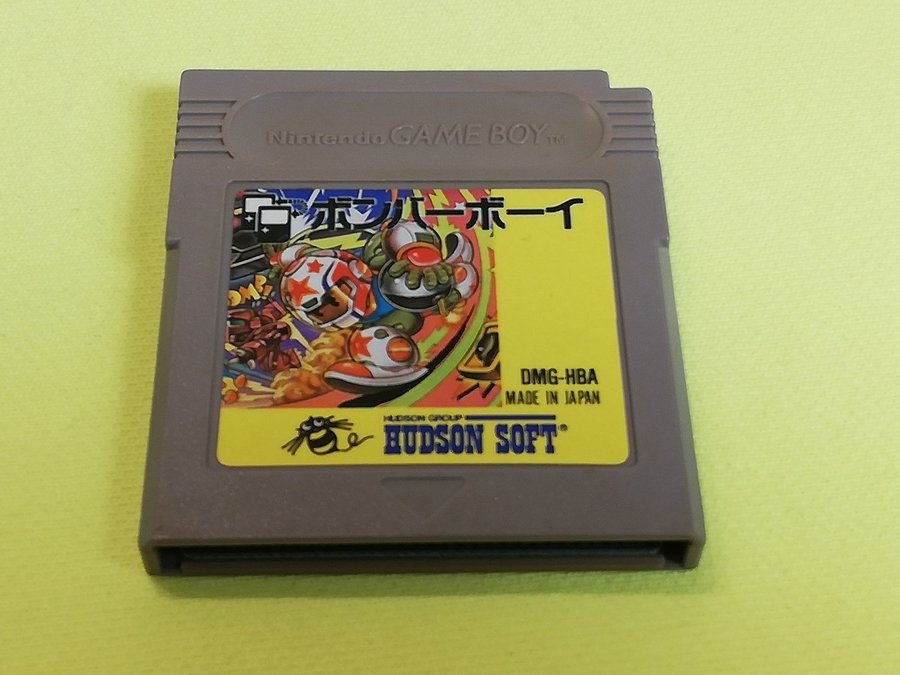 Nintendo GAME BOY™
ボンバーボーイ
DMG-HBA
MADE IN JAPAN
HUDSON GROUP
HUDSON SOFT®